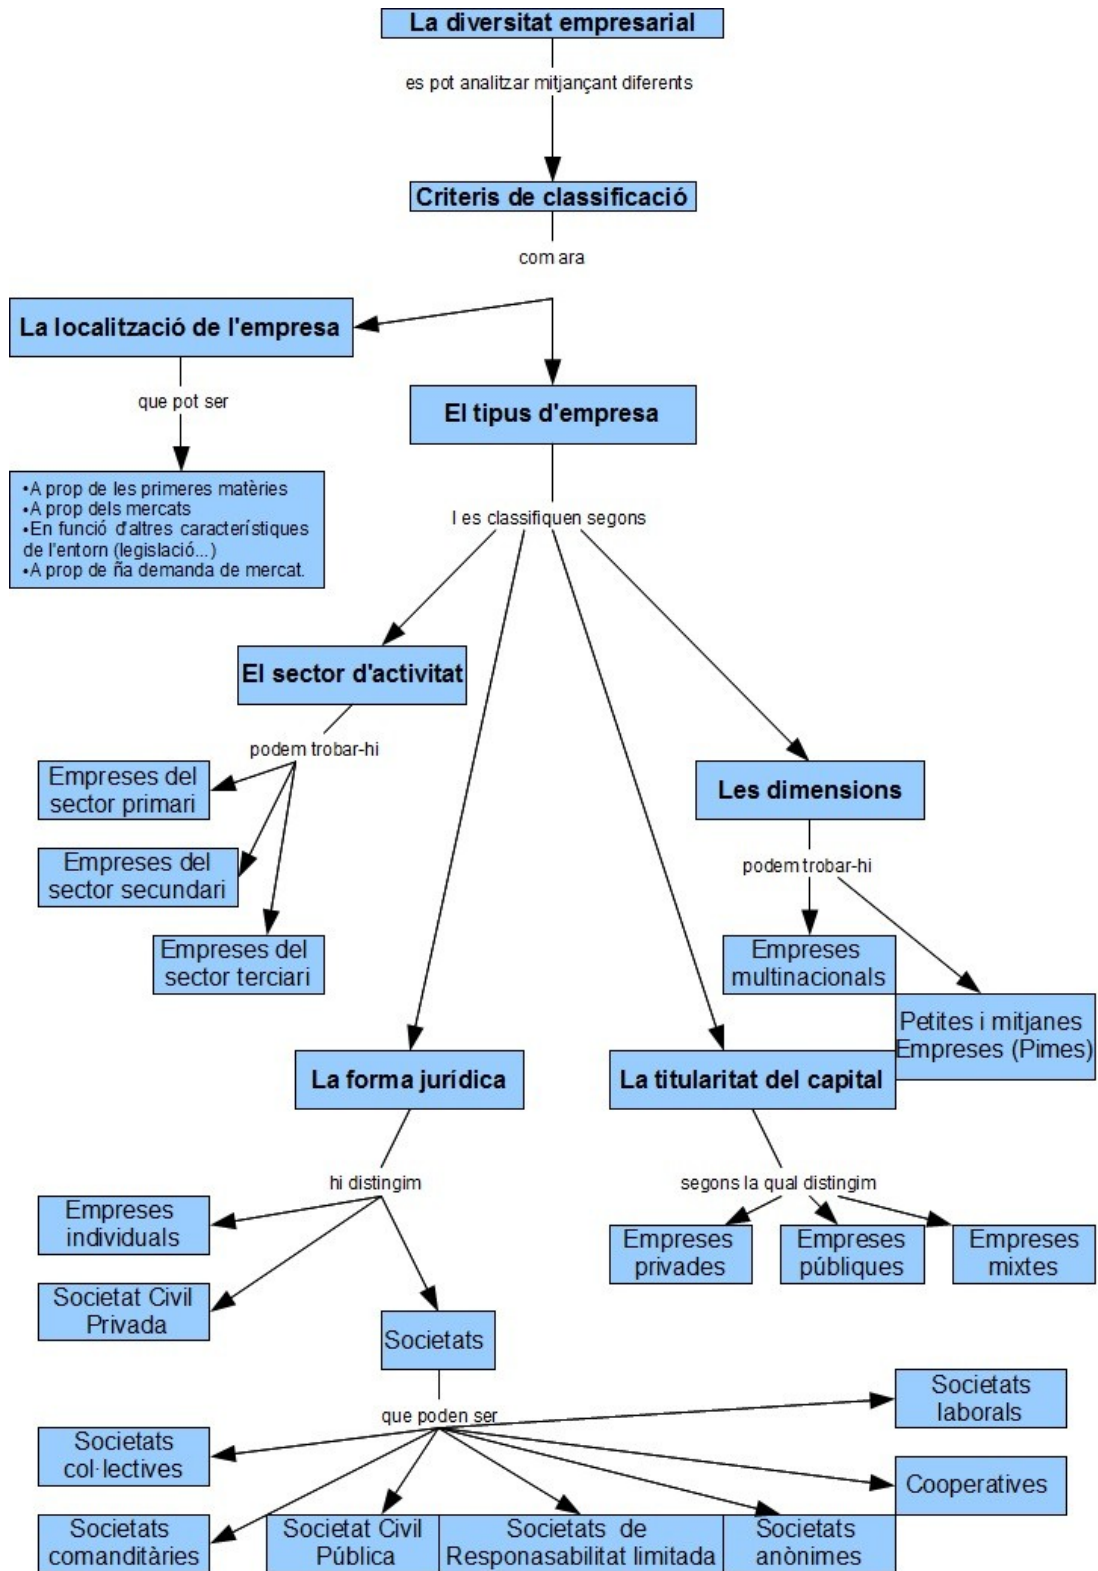 La diversitat empresarial
es pot analitzar mitjançant diferents
Criteris de classificació
com ara
La localització de l'empresa
que pot ser
•A prop de les primeres matèries
•A prop dels mercats
•En funció d'altres característiques
de l'entorn (legislació...)
•A prop de ña demanda de mercat.
El tipus d'empresa
I es classifiquen segons
El sector d'activitat
podem trobar-hi
Empreses del
sector primari
Empreses del
sector secundari
Empreses del
sector terciari
Les dimensions
podem trobar-hi
Empreses
multinacionals
Petites i mitjanes
Empreses (Pimes)
La forma jurídica
hi distingim
Empreses
individuals
Societat Civil
Privada
Societats
La titularitat del capital
segons la qual distingim
Empreses
privades
Empreses
públiques
Empreses
mixtes
que poden ser
Societats
laborals
Societats
col·lectives
Cooperatives
Societats
comanditàries
Societat Civil
Pública
Societats de
Responasabilitat limitada
Societats
anònimes